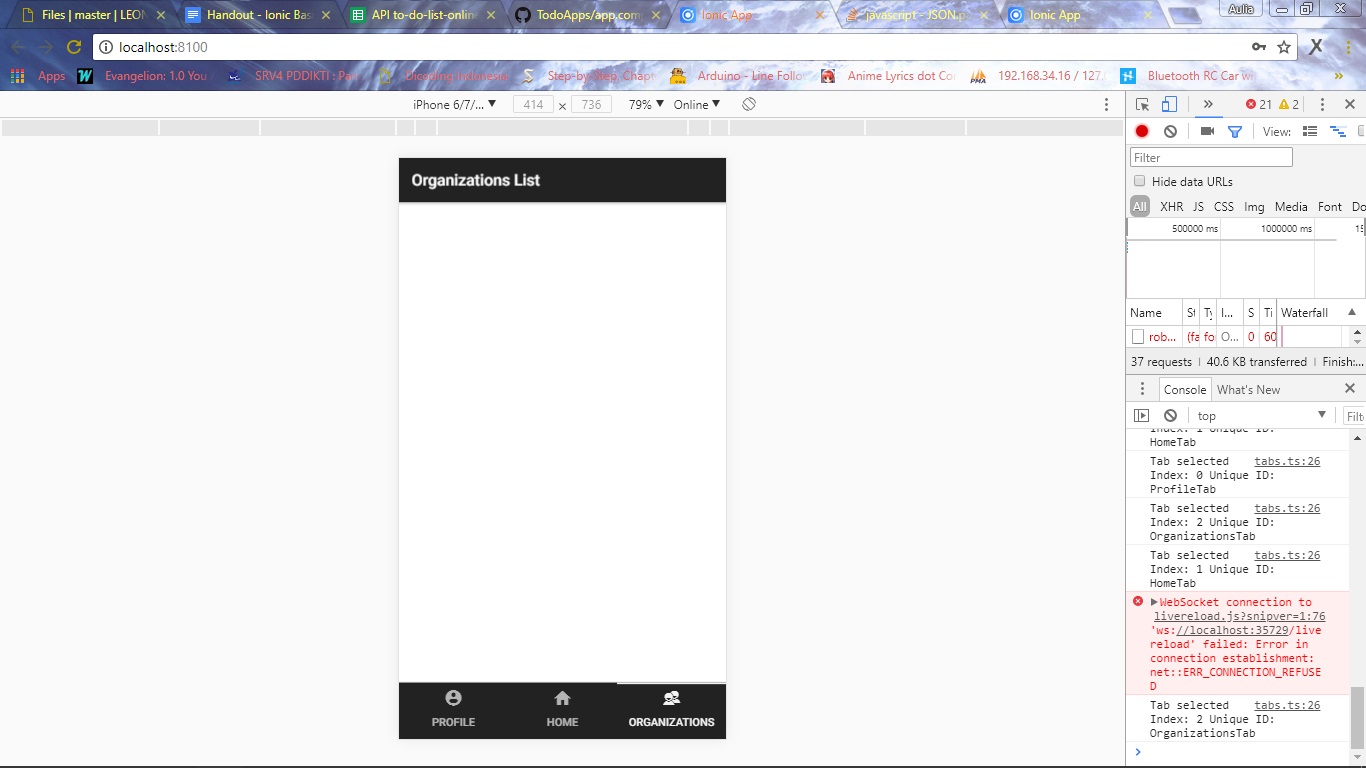 Files | master | LEON
Handout - Ionic Bas
API to-do-list-online
TodoApps/app.com
Ionic App
javascript - JSON.p
Ionic App
Aulia
localhost:8100
Apps
Evangelion: 1.0 You
SRV4 PDDIKTI : Pa
Dicoding Indonesia
Step-by-Step, Chapt
Arduino - Line Follo
Anime Lyrics dot Co
192.168.34.16 / 127.
Bluetooth RC Car wi
»
iPhone 6/7/... ▼ 414 x 736 79% ▼ Online ▼
» 21 2
View:
Filter
Hide data URLs
All XHR JS CSS Img Media Font Do
500000 ms 1000000 ms 15
Name St Ty I... S Ti Waterfall ▲
rob... (fa fo O... 0 60
37 requests | 40.6 KB transferred | Finish:...
Console What's New
top ▼ Filt
Index: 1 Unique ID:
HomeTab
Tab selected tabs.ts:26
Index: 0 Unique ID:
ProfileTab
Tab selected tabs.ts:26
Index: 2 Unique ID:
OrganizationsTab
Tab selected tabs.ts:26
Index: 1 Unique ID:
HomeTab
WebSocket connection to
livereload.js?snipver=1:76
'ws://localhost:35729/live
reload' failed: Error in
connection establishment:
net::ERR_CONNECTION_REFUSE
D
Tab selected tabs.ts:26
Index: 2 Unique ID:
OrganizationsTab
Organizations List
PROFILE
HOME
ORGANIZATIONS